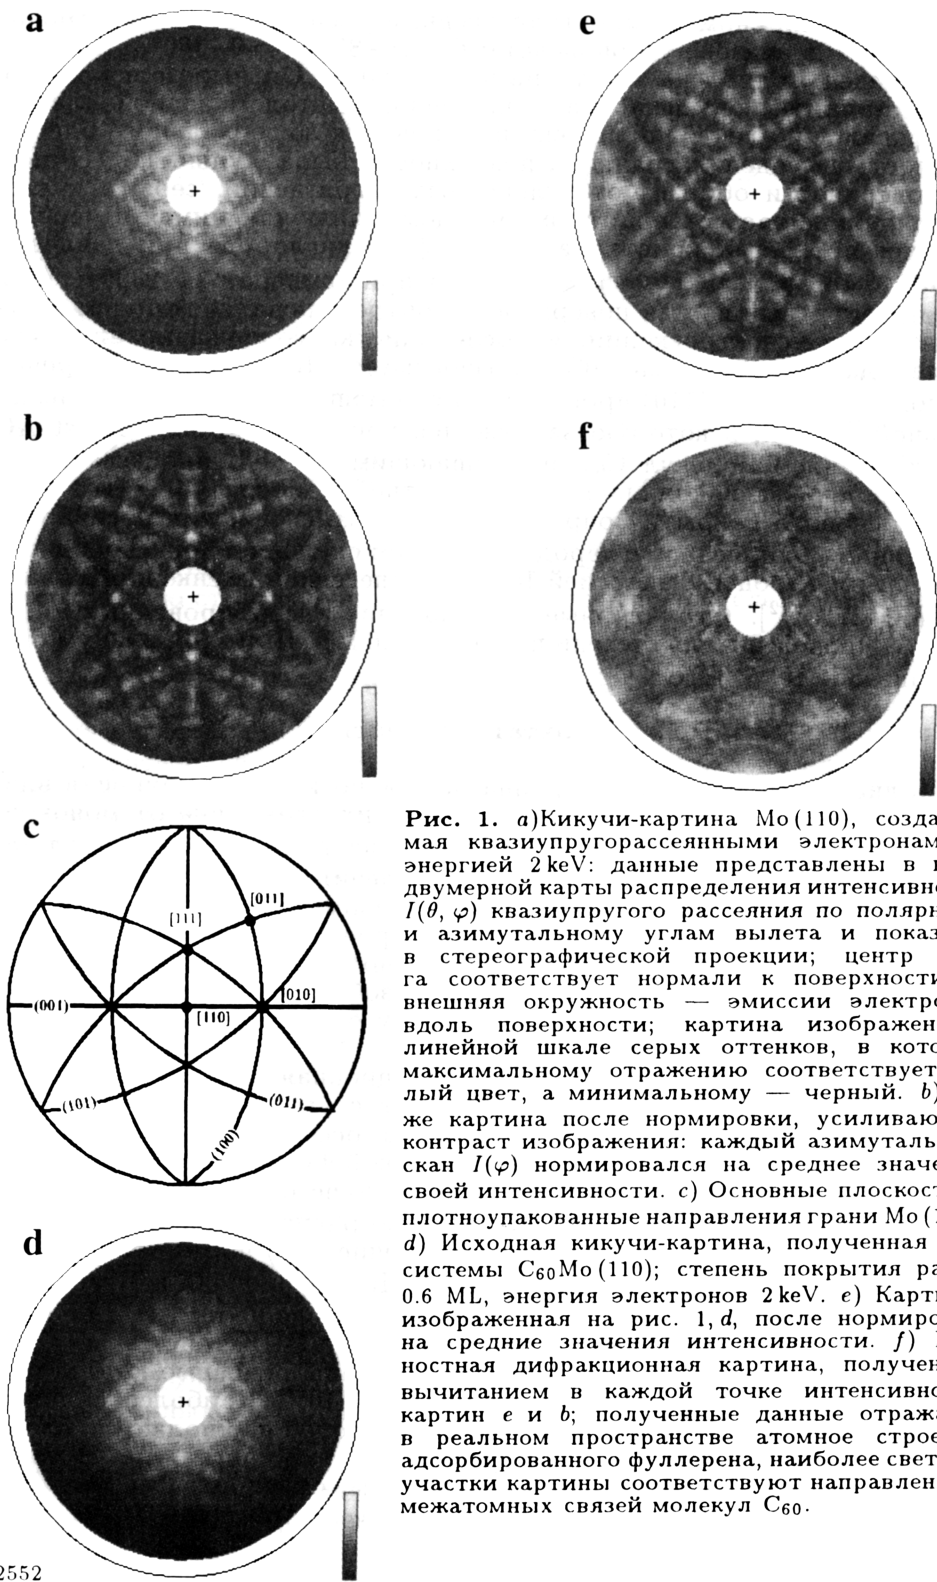 a
e
b
f
c
[011]
[111]
(001)
[010]
[110]
(101)
(011)
(100)
d
Рис. 1. a)Кикучи-картина Mo(110), созда
мая квазиупругорассеянными электронам
энергией 2 keV: данные представлены в
двумерной карты распределения интенсивн
I(θ, φ) квазиупругого рассеяния по поляр
и азимутальному углам вылета и показ
в стереографической проекции; центр
га соответствует нормали к поверхности
внешняя окружность — эмиссии электр
вдоль поверхности; картина изображен
линейной шкале серых оттенков, в кото
максимальному отражению соответствует
лый цвет, а минимальному — черный. b)
же картина после нормировки, усиливаю
контраст изображения: каждый азимуталь
скан I(φ) нормировался на среднее значе
своей интенсивности. c) Основные плоскос
плотноупакованные направления грани Mo (1
d) Исходная кикучи-картина, полученная
системы C₆₀Mo(110); степень покрытия ра
0.6 ML, энергия электронов 2 keV. e) Карт
изображенная на рис. 1, d, после нормиро
на средние значения интенсивности. f)
ностная дифракционная картина, получен
вычитанием в каждой точке интенсивно
картин e и b; полученные данные отраж
в реальном пространстве атомное строе
адсорбированного фуллерена, наиболее свет
участки картины соответствуют направлен
межатомных связей молекул C₆₀.
2552